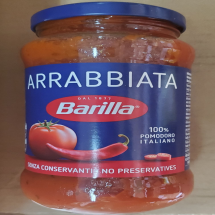 ARRABBIATA
DAL 1877
Barilla
100%
POMODORO
ITALIANO
SENZA CONSERVANTI - NO PRESERVATIVES